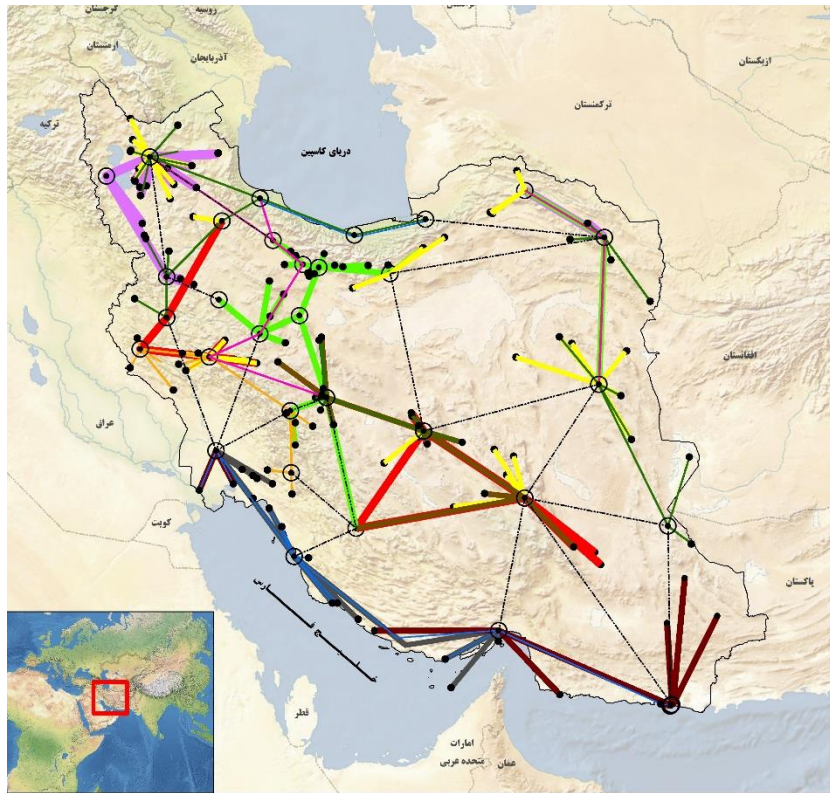 گرجستان
روسیه
ارمنستان
آذربایجان
ازبکستان
ترکیه
ترکمنستان
دریای کاسپین
افغانستان
عراق
کویت
پاکستان
خلیج فارس
قطر
امارات
متحده عربی
عمان